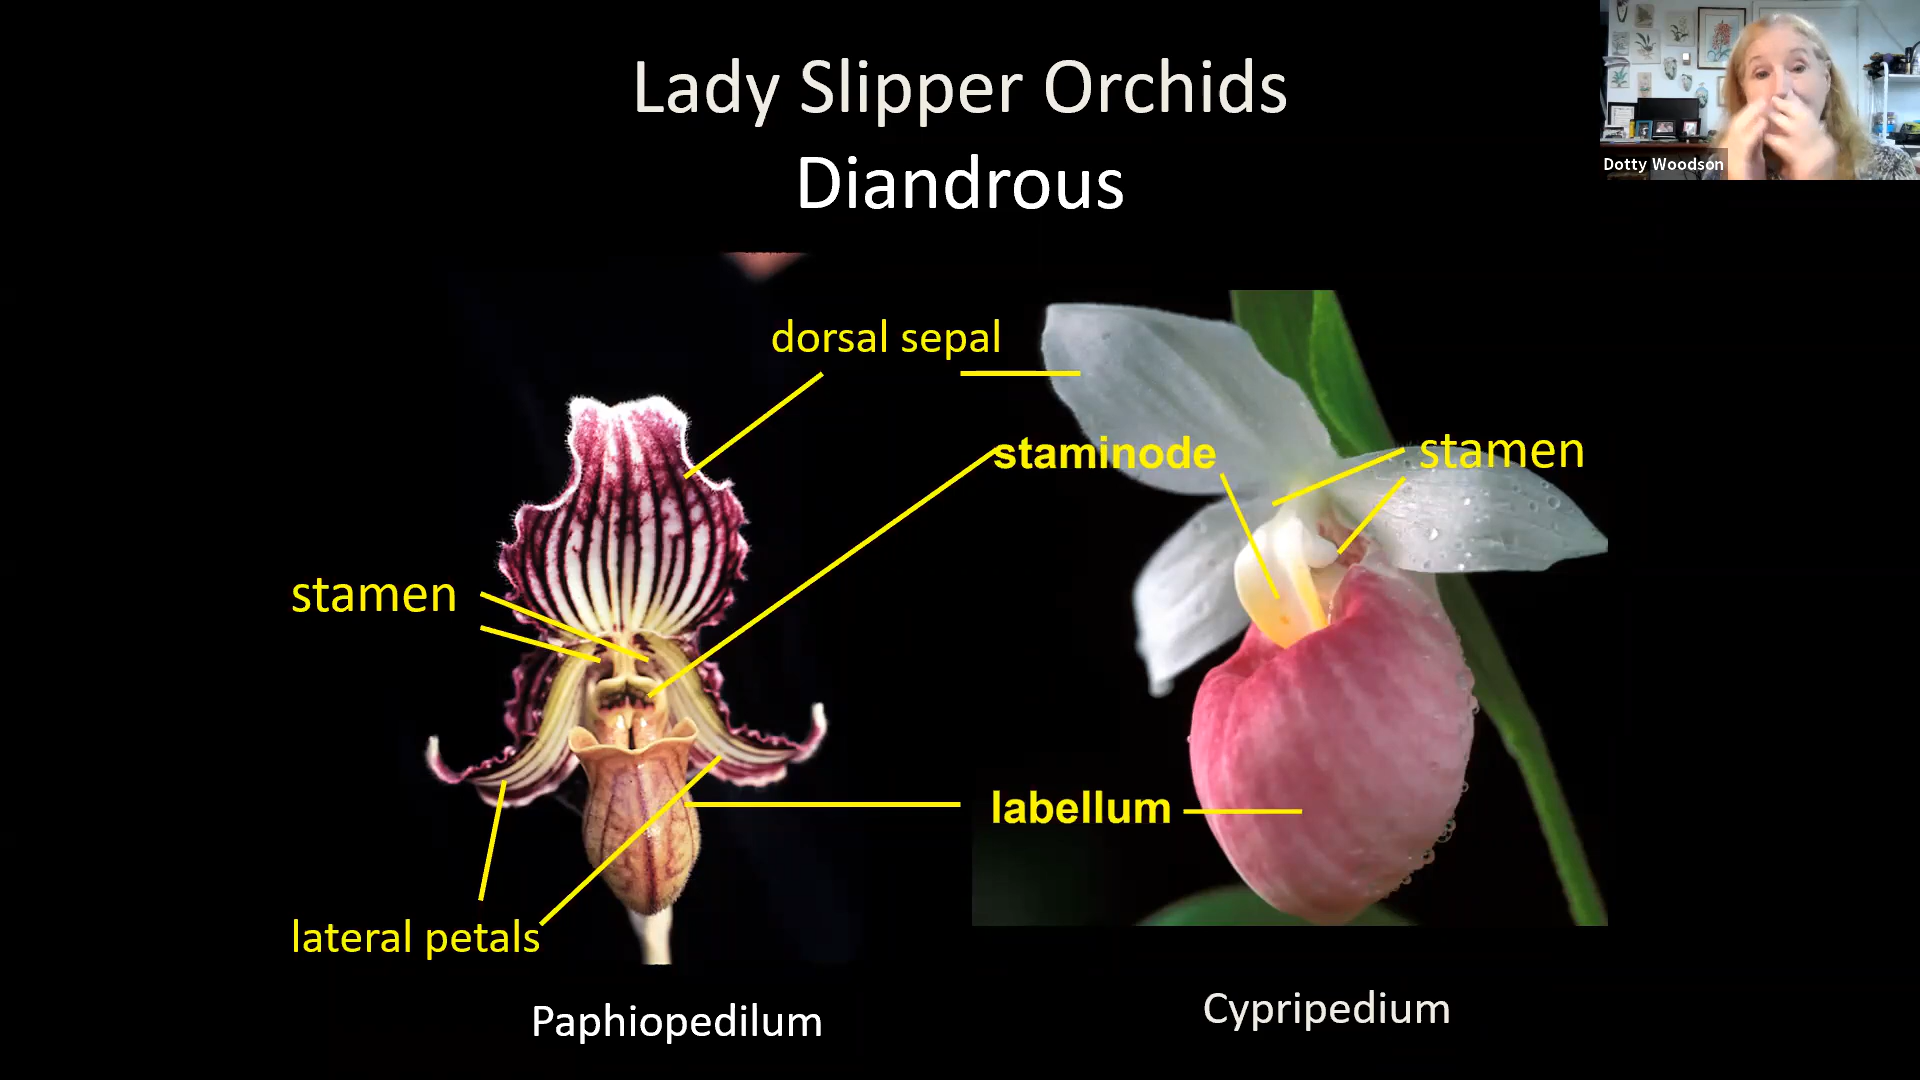 Lady Slipper Orchids
Diandrous
Dotty Woodson
dorsal sepal
staminode
stamen
stamen
labellum
lateral petals
Paphiopedilum
Cypripedium